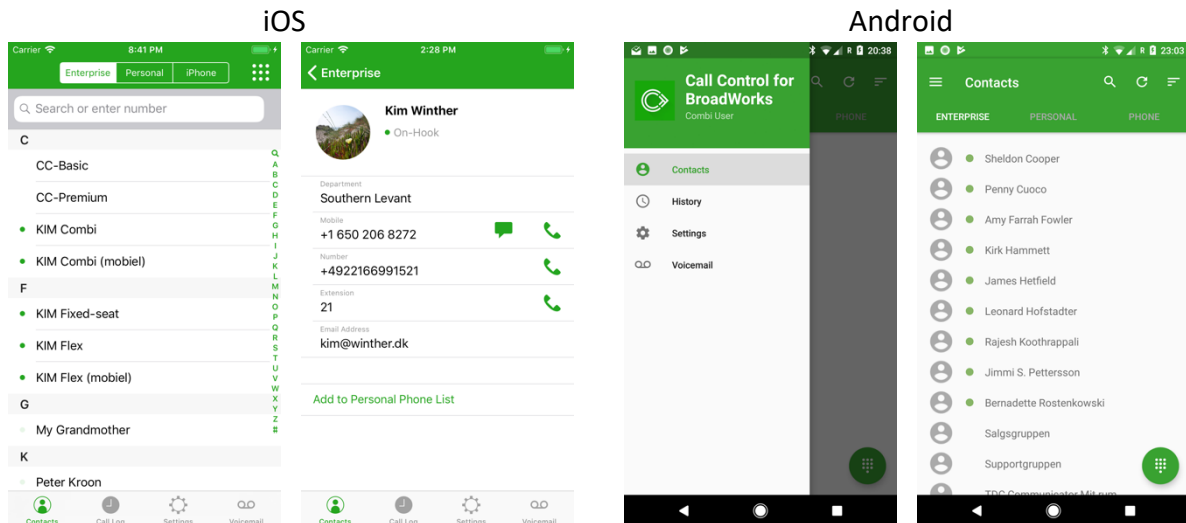 iOS
Android
Carrier 8:41 PM
Enterprise Personal iPhone
Search or enter number
C
CC-Basic
CC-Premium
KIM Combi
KIM Combi (mobiel)
F
KIM Fixed-seat
KIM Flex
KIM Flex (mobiel)
G
My Grandmother
K
Peter Kroon
A
B
C
D
E
F
G
H
I
J
K
L
M
N
O
P
Q
R
S
T
U
V
W
X
Y
Z
#
Contacts Call Log Settings Voicemail
Carrier 2:28 PM
Enterprise
Kim Winther
On-Hook
Department
Southern Levant
Mobile
+1 650 206 8272
Number
+4922166991521
Extension
21
Email Address
kim@winther.dk
Add to Personal Phone List
Contacts Call Log Settings Voicemail
R 20:38
Call Control for
BroadWorks
Combi User
PHONE
Contacts
History
Settings
Voicemail
R 23:03
Contacts
ENTERPRISE PERSONAL PHONE
Sheldon Cooper
Penny Cuoco
Amy Farrah Fowler
Kirk Hammett
James Hetfield
Leonard Hofstadter
Rajesh Koothrappali
Jimmi S. Pettersson
Bernadette Rostenkowski
Salgsgruppen
Supportgruppen
TDC Communicator Mit rum